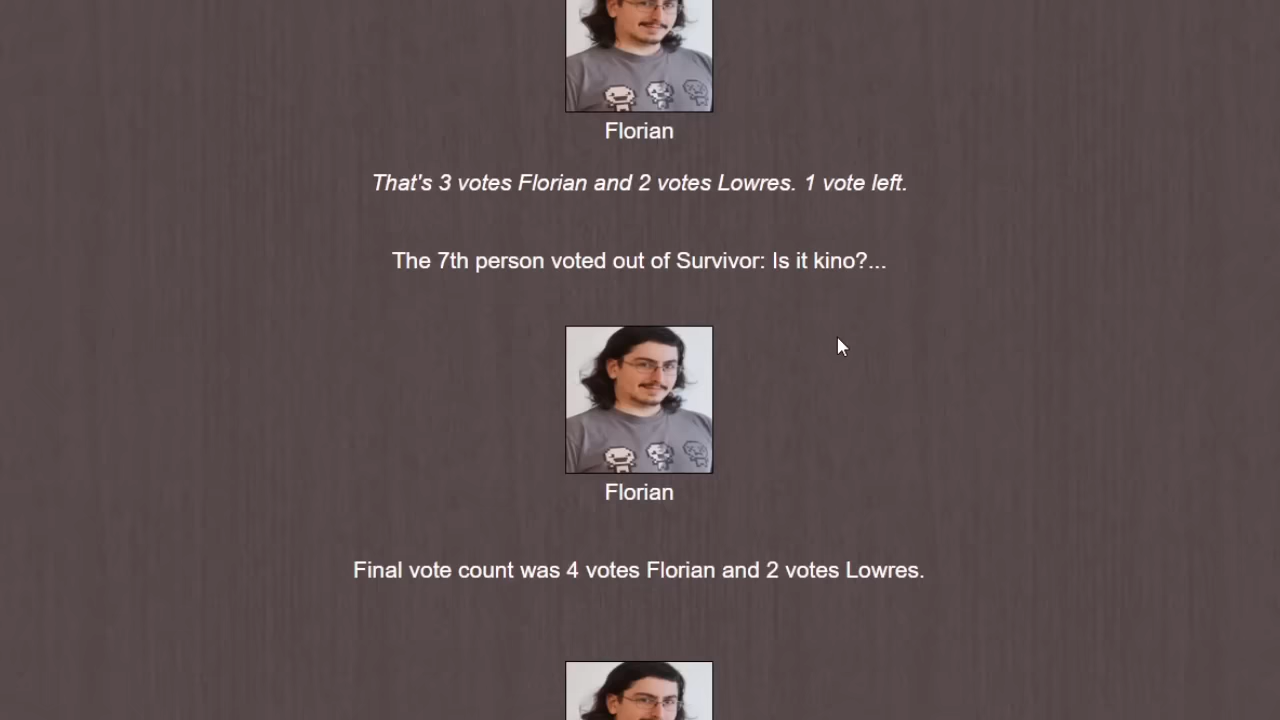 Florian
That's 3 votes Florian and 2 votes Lowres. 1 vote left.
The 7th person voted out of Survivor: Is it kino?...
Florian
Final vote count was 4 votes Florian and 2 votes Lowres.